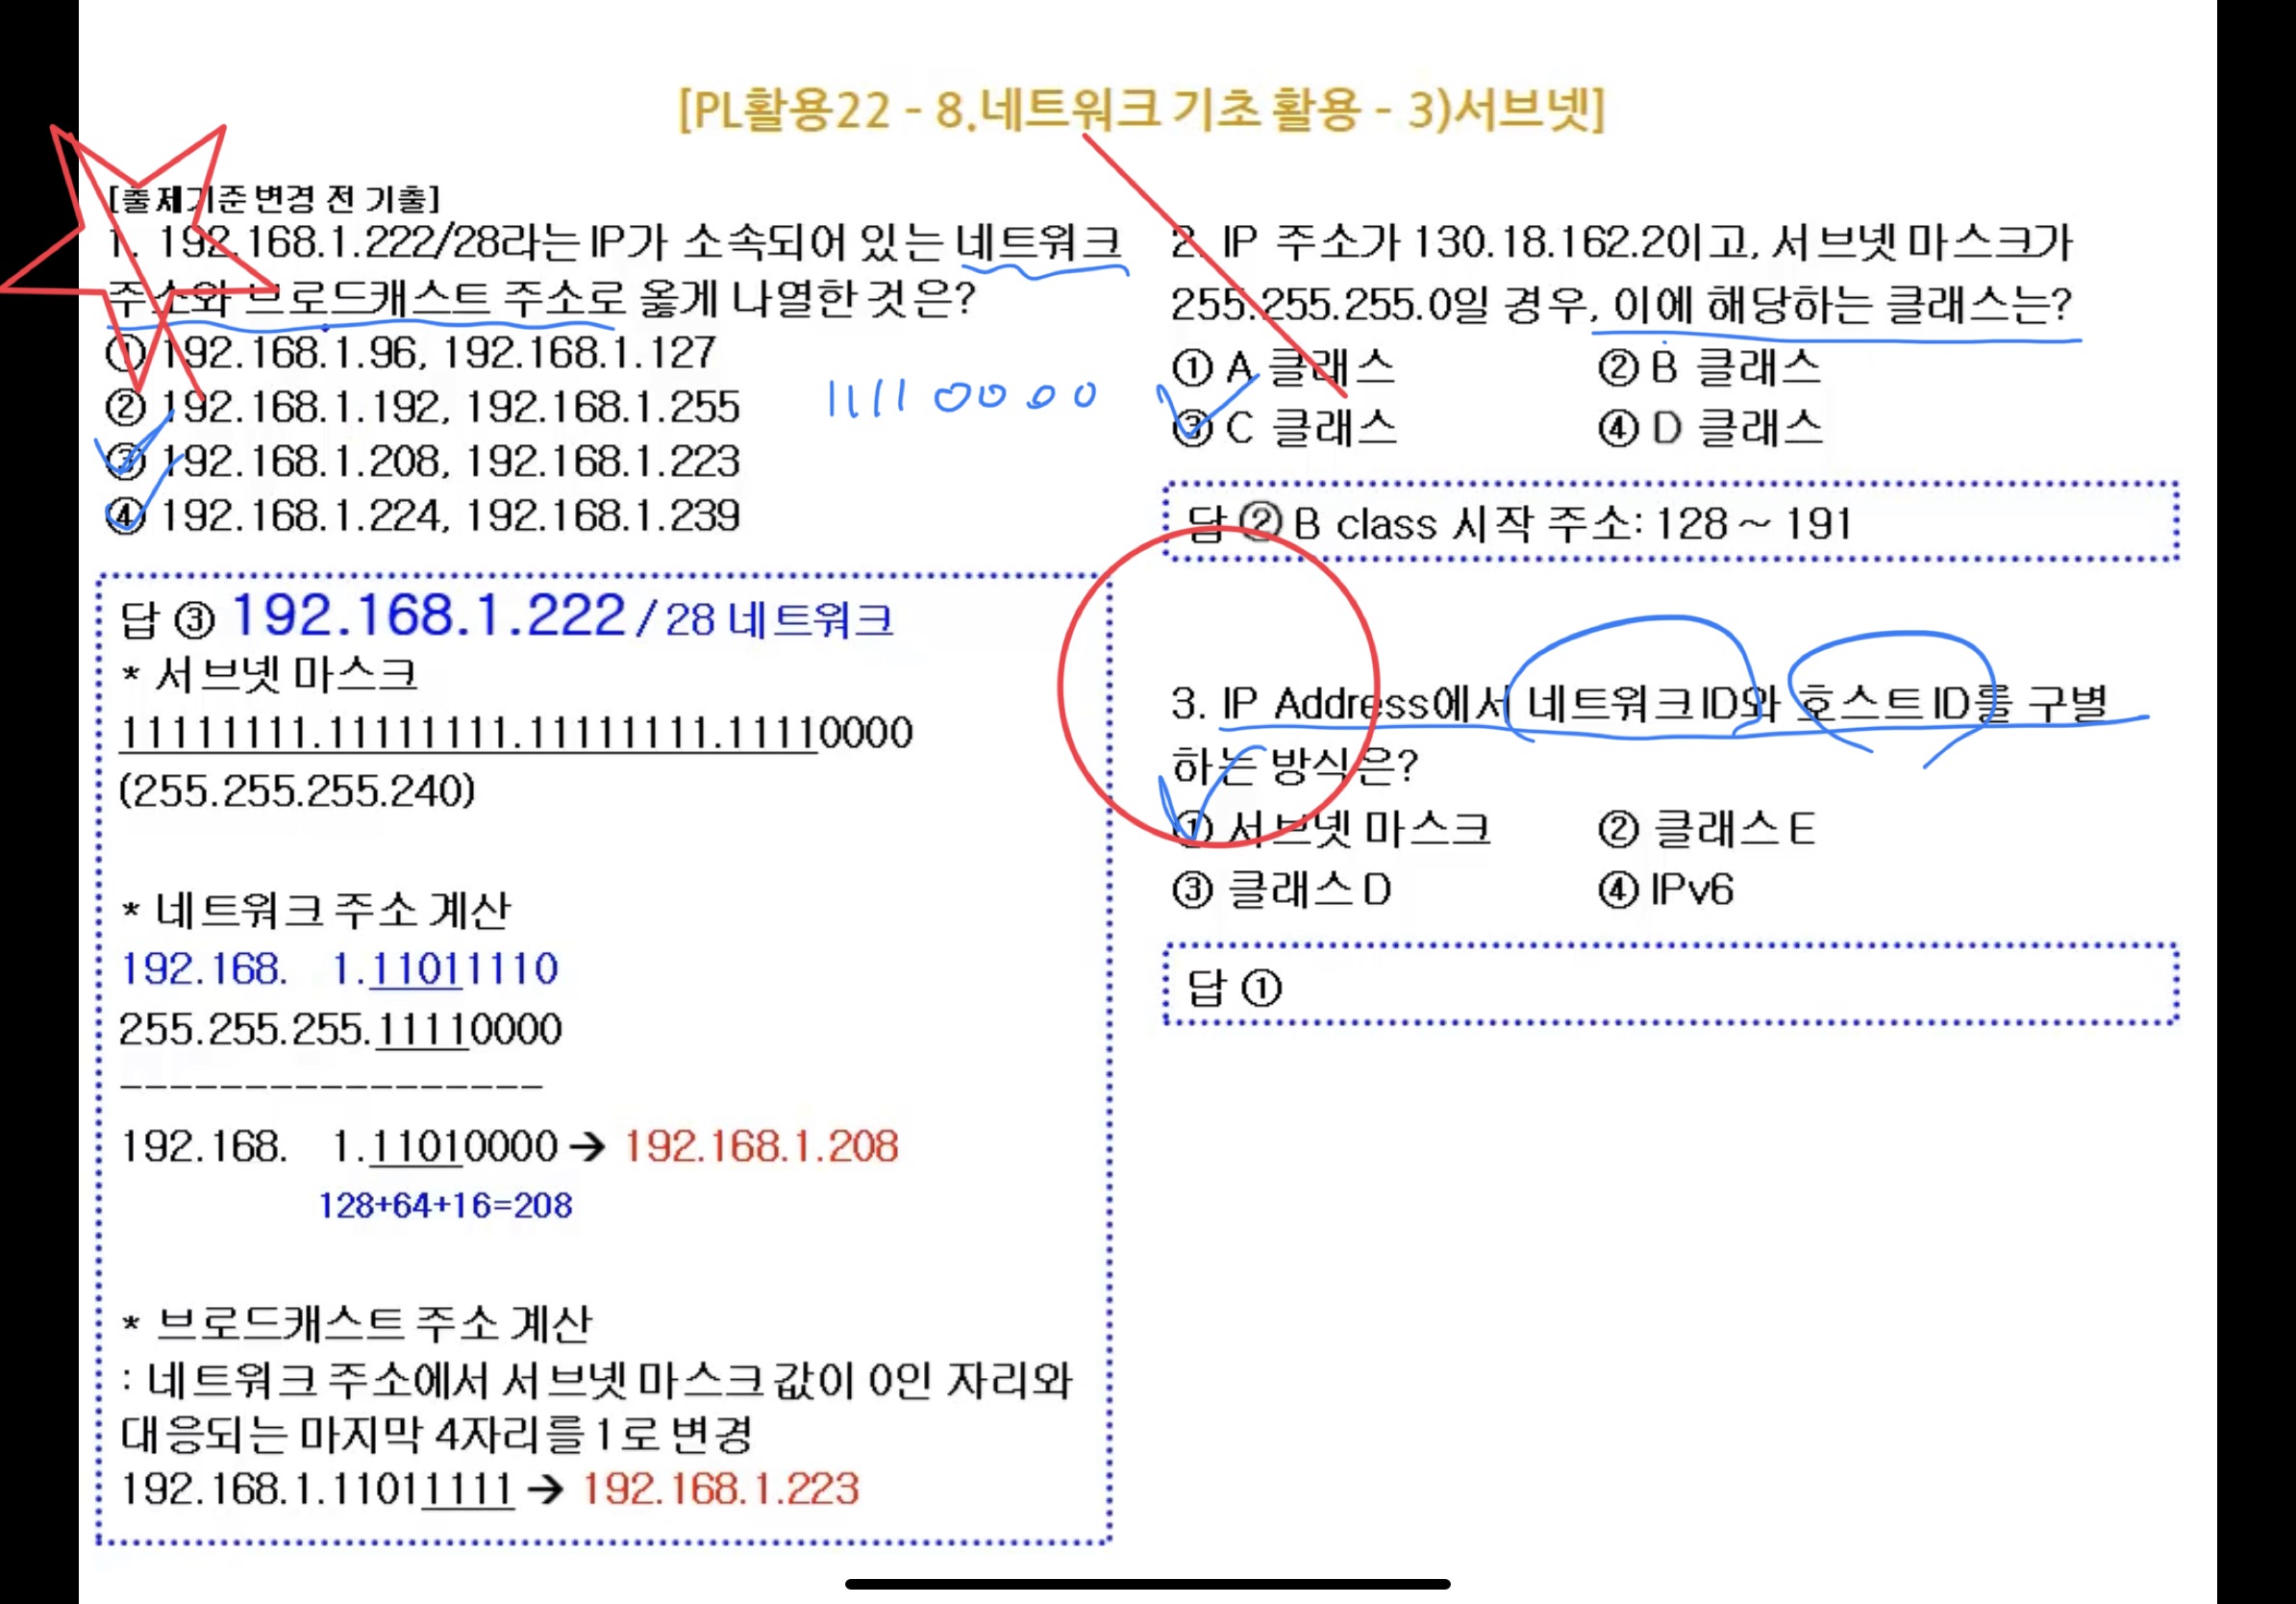 [PL활용22 - 8.네트워크 기초 활용 - 3)서브넷]
[출제기준변경 전 기출]
1. 192.168.1.222/28라는 IP가 소속되어 있는 네트워크
주소와 브로드캐스트 주소로 옳게 나열한 것은?
① 192.168.1.96, 192.168.1.127
② 192.168.1.192, 192.168.1.255
③ 192.168.1.208, 192.168.1.223
④ 192.168.1.224, 192.168.1.239
11110000
답 ③ 192.168.1.222 / 28 네트워크
* 서브넷 마스크
11111111.11111111.11111111.11110000
(255.255.255.240)
* 네트워크 주소 계산
192.168. 1.11011110
255.255.255.11110000
-----------------
192.168. 1.11010000 → 192.168.1.208
128+64+16=208
* 브로드캐스트 주소 계산
: 네트워크 주소에서 서브넷 마스크 값이 0인 자리와
대응되는 마지막 4자리를 1로 변경
192.168.1.11011111 → 192.168.1.223
2. IP 주소가 130.18.162.20이고, 서브넷 마스크가
255.255.255.0일 경우, 이에 해당하는 클래스는?
① A 클래스 ② B 클래스
③ C 클래스 ④ D 클래스
답 ② B class 시작 주소: 128 ~ 191
3. IP Address에서 네트워크 ID와 호스트 ID를 구별
하는 방식은?
① 서브넷 마스크 ② 클래스 E
③ 클래스 D ④ IPv6
답 ①